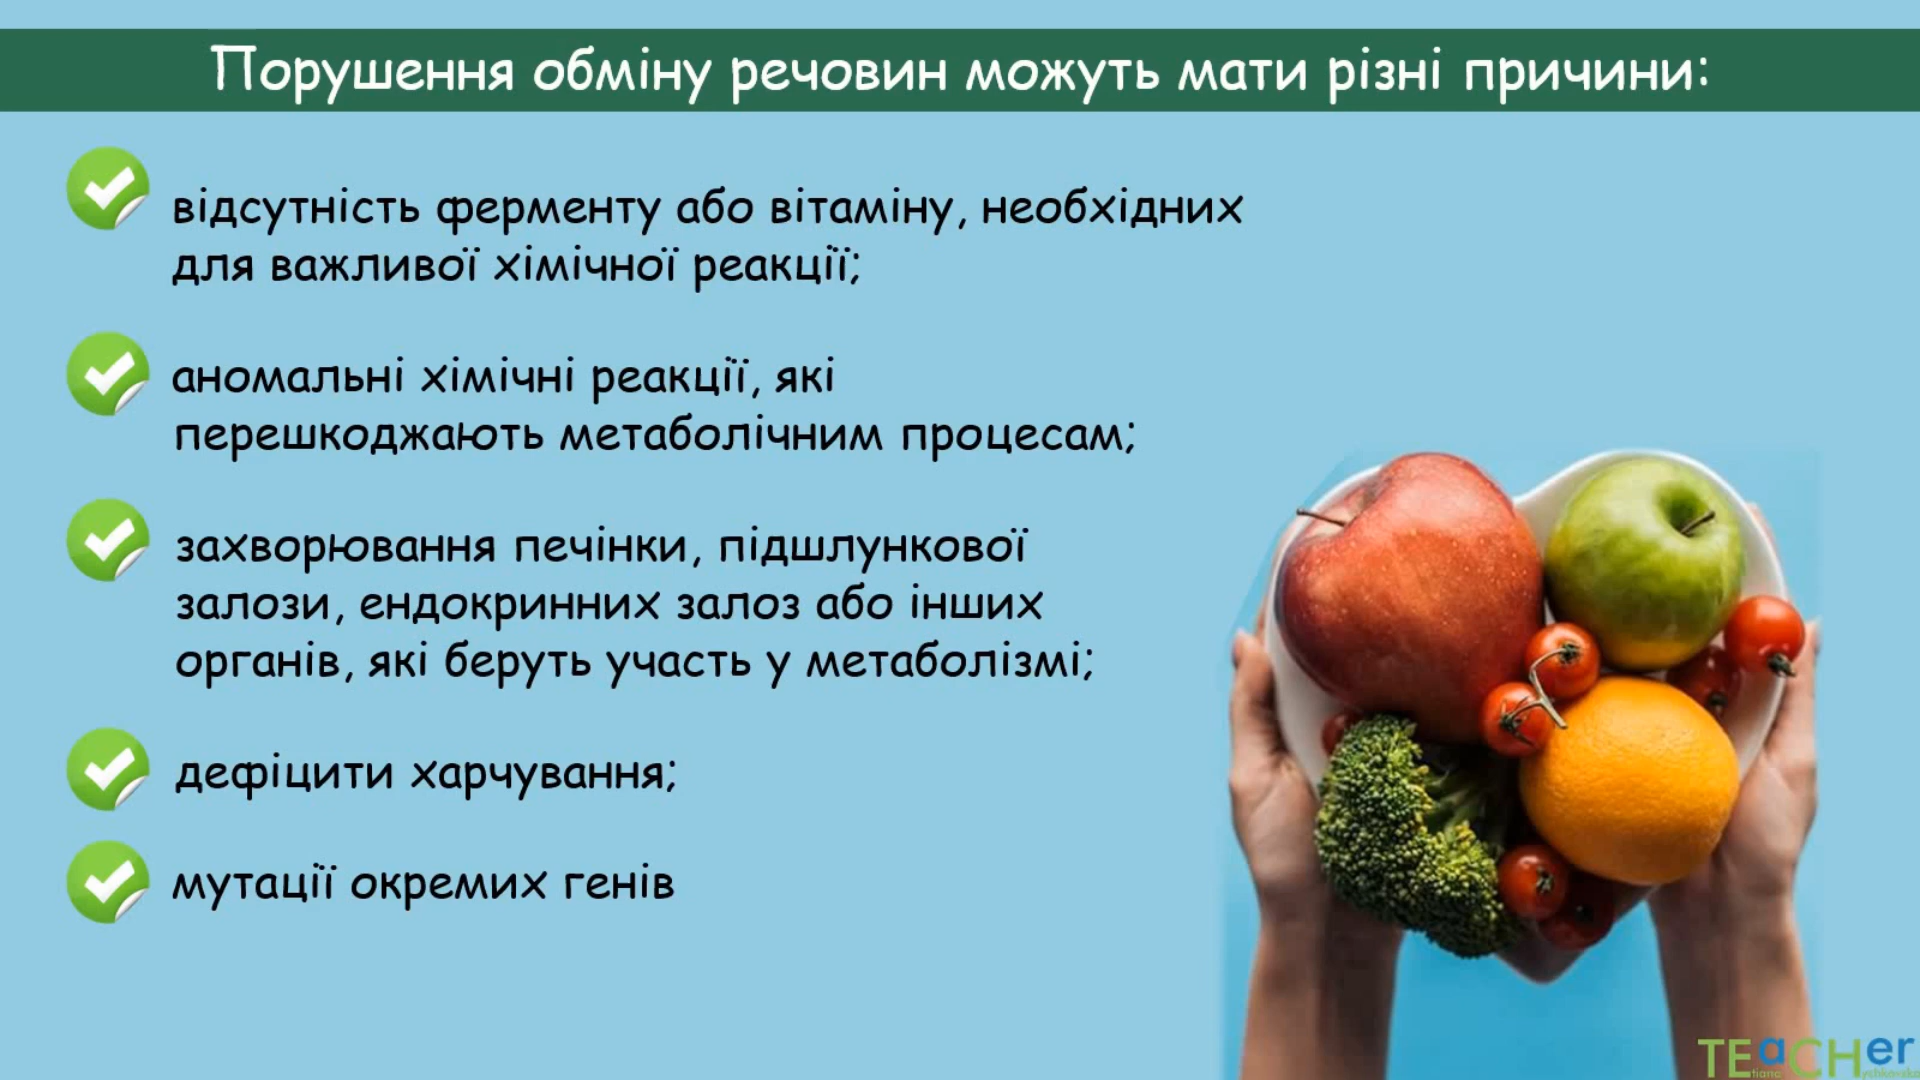 Порушення обміну речовин можуть мати різні причини:
відсутність ферменту або вітаміну, необхідних
для важливої хімічної реакції;
аномальні хімічні реакції, які
перешкоджають метаболічним процесам;
захворювання печінки, підшлункової
залози, ендокринних залоз або інших
органів, які беруть участь у метаболізмі;
дефіцити харчування;
мутації окремих генів
TEaCHer